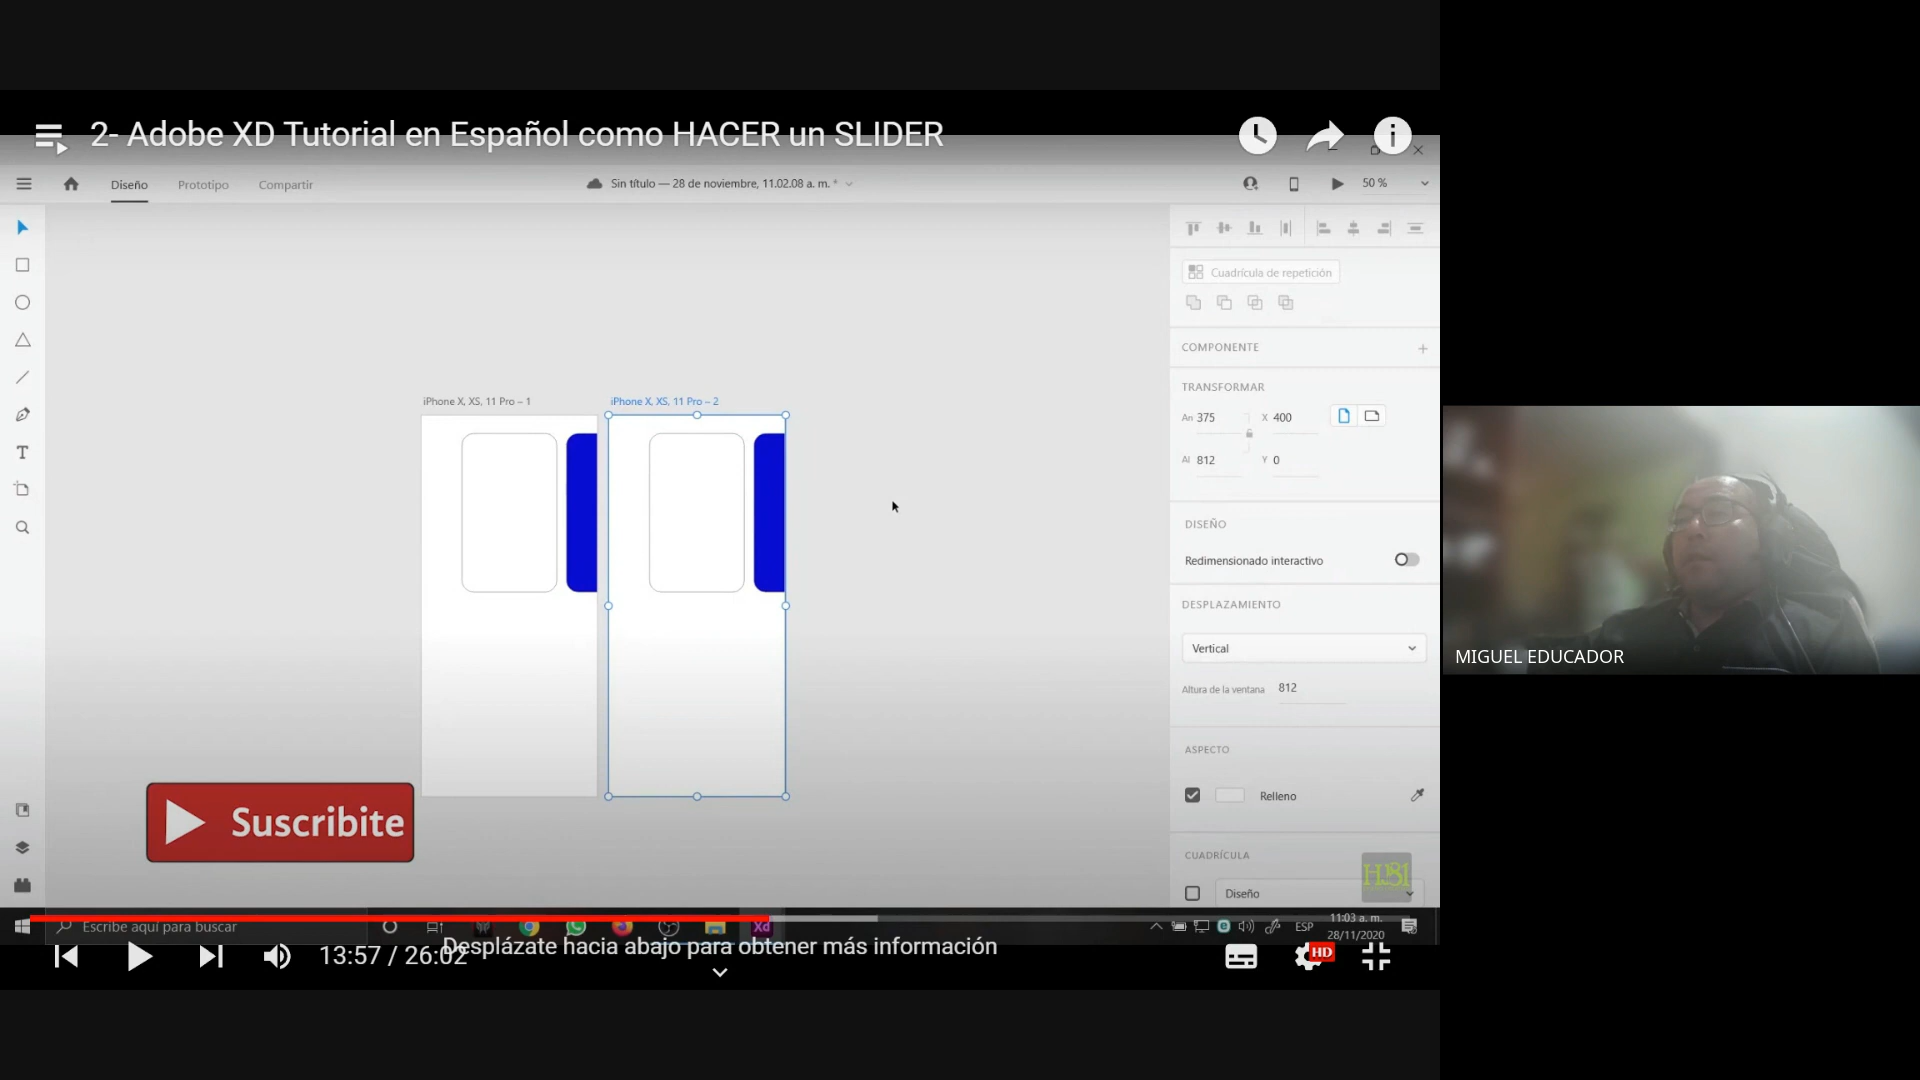 2- Adobe XD Tutorial en Español como HACER un SLIDER
Diseño
Prototipo
Compartir
Sin título — 28 de noviembre, 11.02.08 a. m. *
50 %
Cuadrícula de repetición
COMPONENTE
TRANSFORMAR
An 375
X 400
Al 812
Y 0
DISEÑO
Redimensionado interactivo
DESPLAZAMIENTO
Vertical
Altura de la ventana 812
ASPECTO
Relleno
CUADRÍCULA
Diseño
iPhone X, XS, 11 Pro – 1
iPhone X, XS, 11 Pro – 2
T
Suscribite
HB1
Escribe aquí para buscar
Xd
ESP
11:03 a. m.
28/11/2020
13:57 / 26:02
Desplázate hacia abajo para obtener más información
HD
MIGUEL EDUCADOR